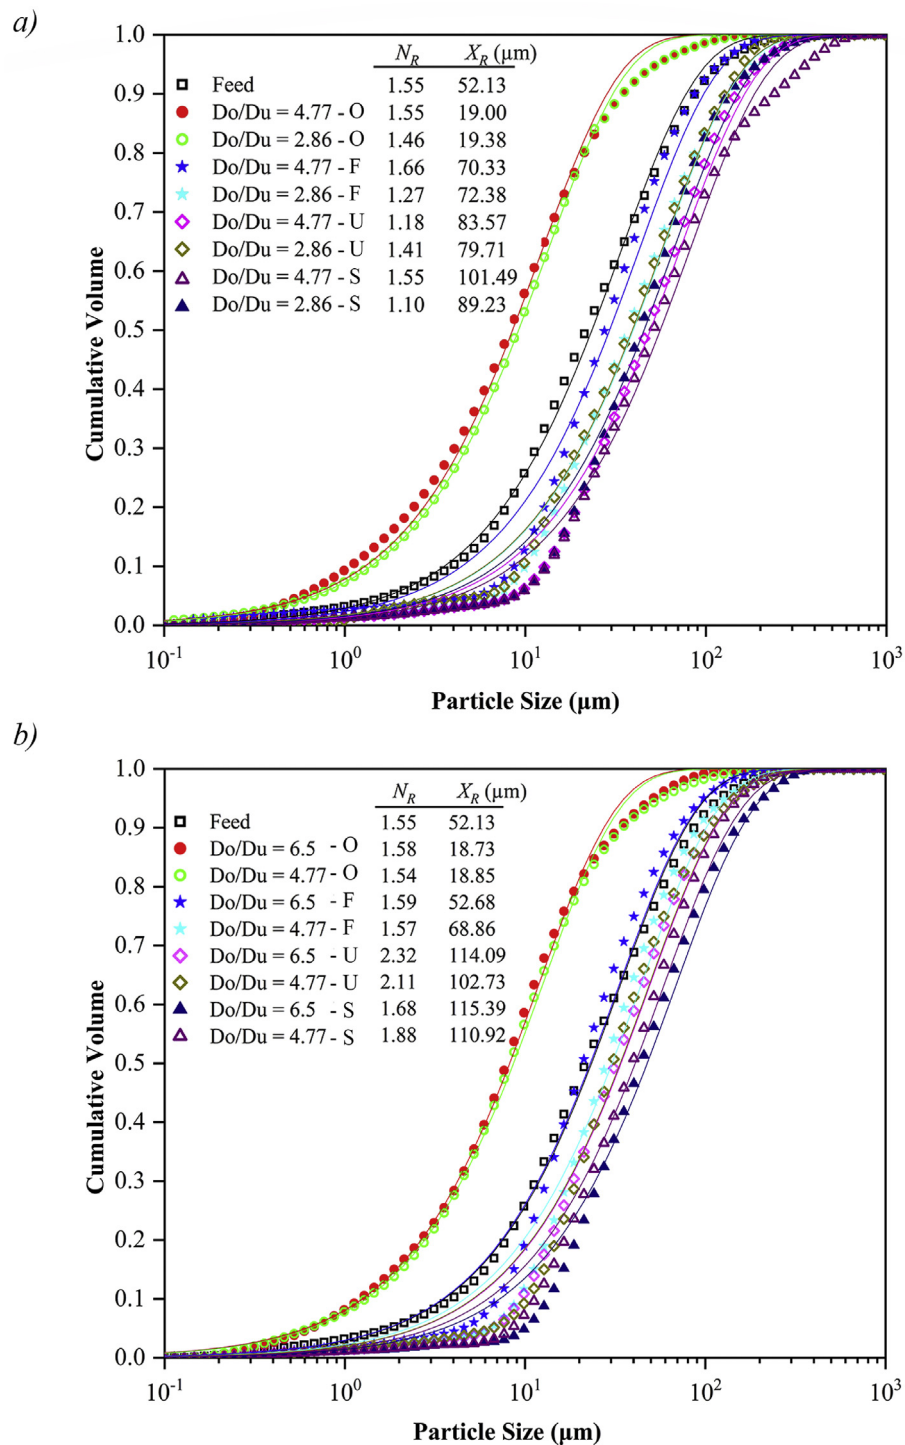 a)
1.0
0.9
0.8
0.7
0.6
0.5
0.4
0.3
0.2
0.1
0.0
Cumulative Volume
N_R X_R (μm)
Feed 1.55 52.13
Do/Du = 4.77 - O 1.55 19.00
Do/Du = 2.86 - O 1.46 19.38
Do/Du = 4.77 - F 1.66 70.33
Do/Du = 2.86 - F 1.27 72.38
Do/Du = 4.77 - U 1.18 83.57
Do/Du = 2.86 - U 1.41 79.71
Do/Du = 4.77 - S 1.55 101.49
Do/Du = 2.86 - S 1.10 89.23
10⁻¹ 10⁰ 10¹ 10² 10³
Particle Size (μm)
b)
1.0
0.9
0.8
0.7
0.6
0.5
0.4
0.3
0.2
0.1
0.0
Cumulative Volume
N_R X_R (μm)
Feed 1.55 52.13
Do/Du = 6.5 - O 1.58 18.73
Do/Du = 4.77 - O 1.54 18.85
Do/Du = 6.5 - F 1.59 52.68
Do/Du = 4.77 - F 1.57 68.86
Do/Du = 6.5 - U 2.32 114.09
Do/Du = 4.77 - U 2.11 102.73
Do/Du = 6.5 - S 1.68 115.39
Do/Du = 4.77 - S 1.88 110.92
10⁻¹ 10⁰ 10¹ 10² 10³
Particle Size (μm)